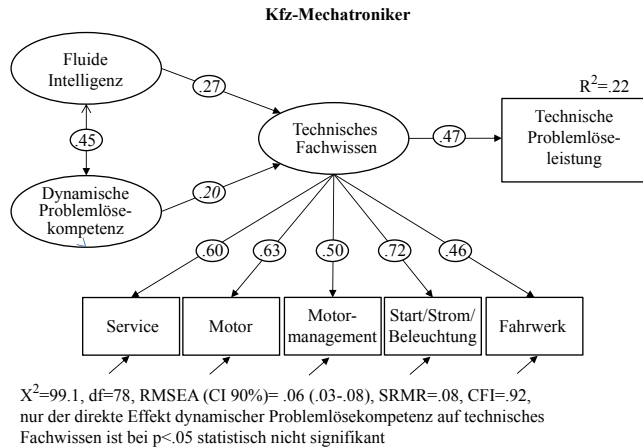 Kfz-Mechatroniker
Fluide
Intelligenz
.27
R²=.22
Technisches
Fachwissen
.47
Technische
Problemlöse-
leistung
.45
Dynamische
Problemlöse-
kompetenz
.20
.60
.63
.50
.72
.46
Service
Motor
Motor-
management
Start/Strom/
Beleuchtung
Fahrwerk
X²=99.1, df=78, RMSEA (CI 90%)= .06 (.03-.08), SRMR=.08, CFI=.92,
nur der direkte Effekt dynamischer Problemlösekompetenz auf technisches
Fachwissen ist bei p<.05 statistisch nicht signifikant